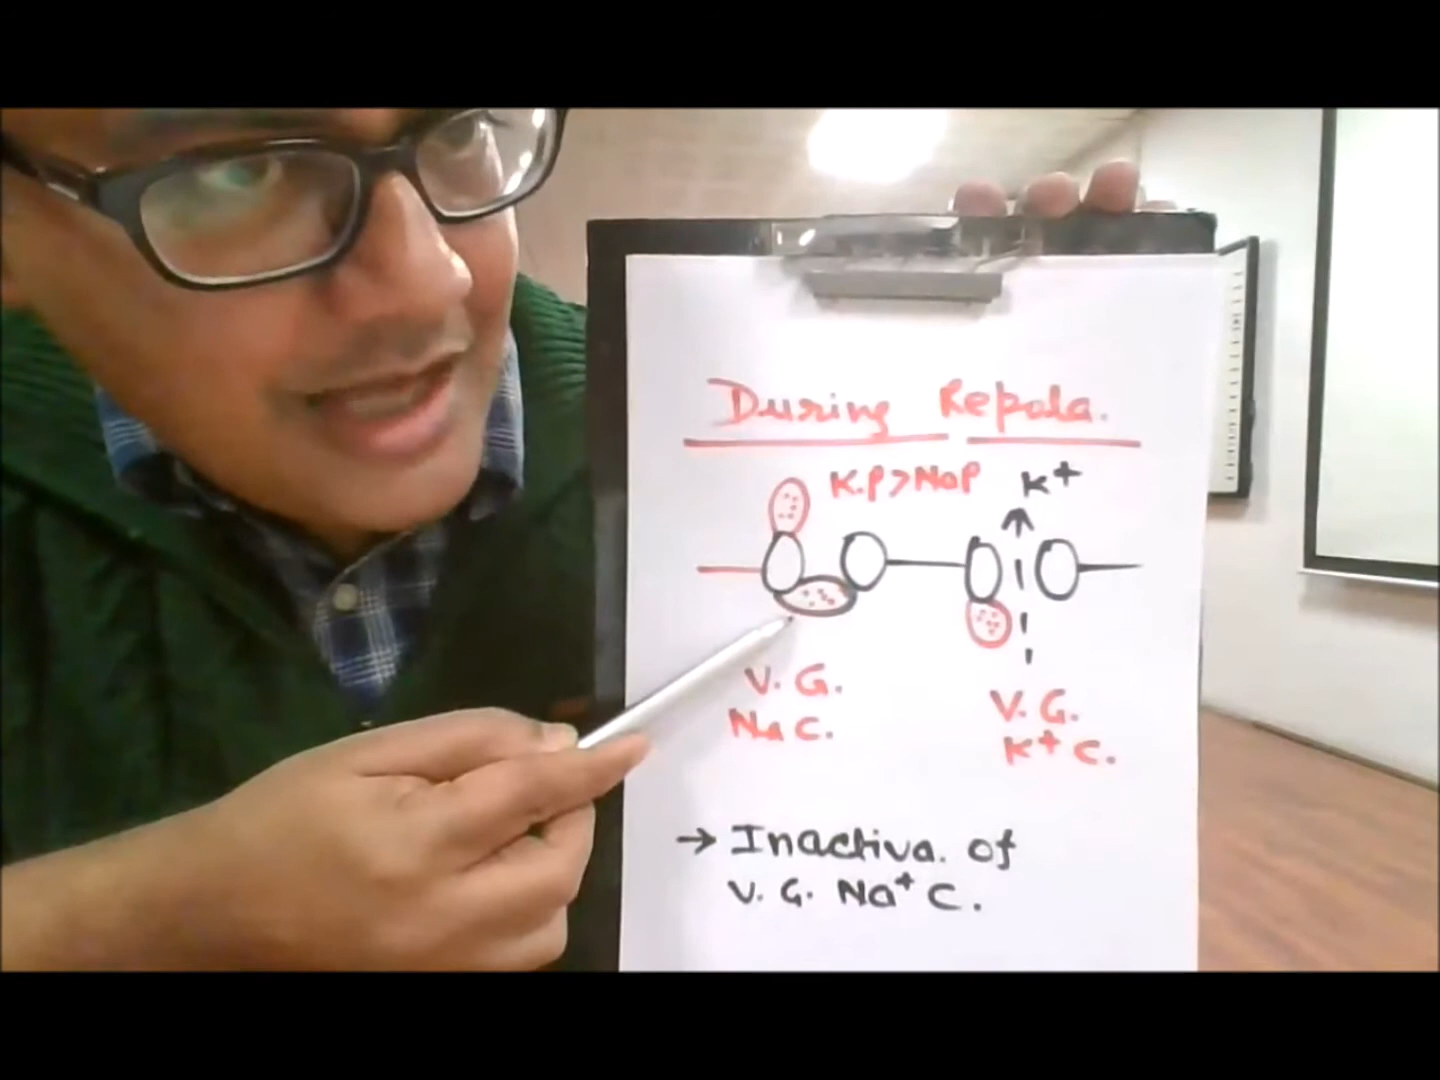 During Repola.
K.P>NaP K+
V. G.
Na C.
V. G.
K+ C.
→ Inactiva. of
V. G. Na+ C.